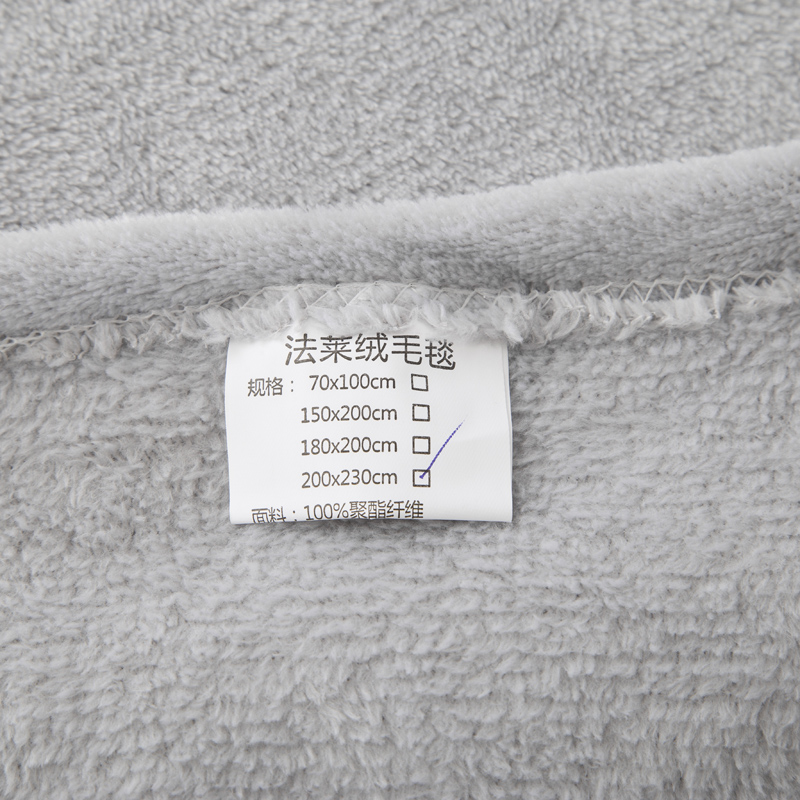 法莱绒毛毯
规格： 70x100cm □
150x200cm □
180x200cm □
200x230cm ☑
面料：100%聚酯纤维